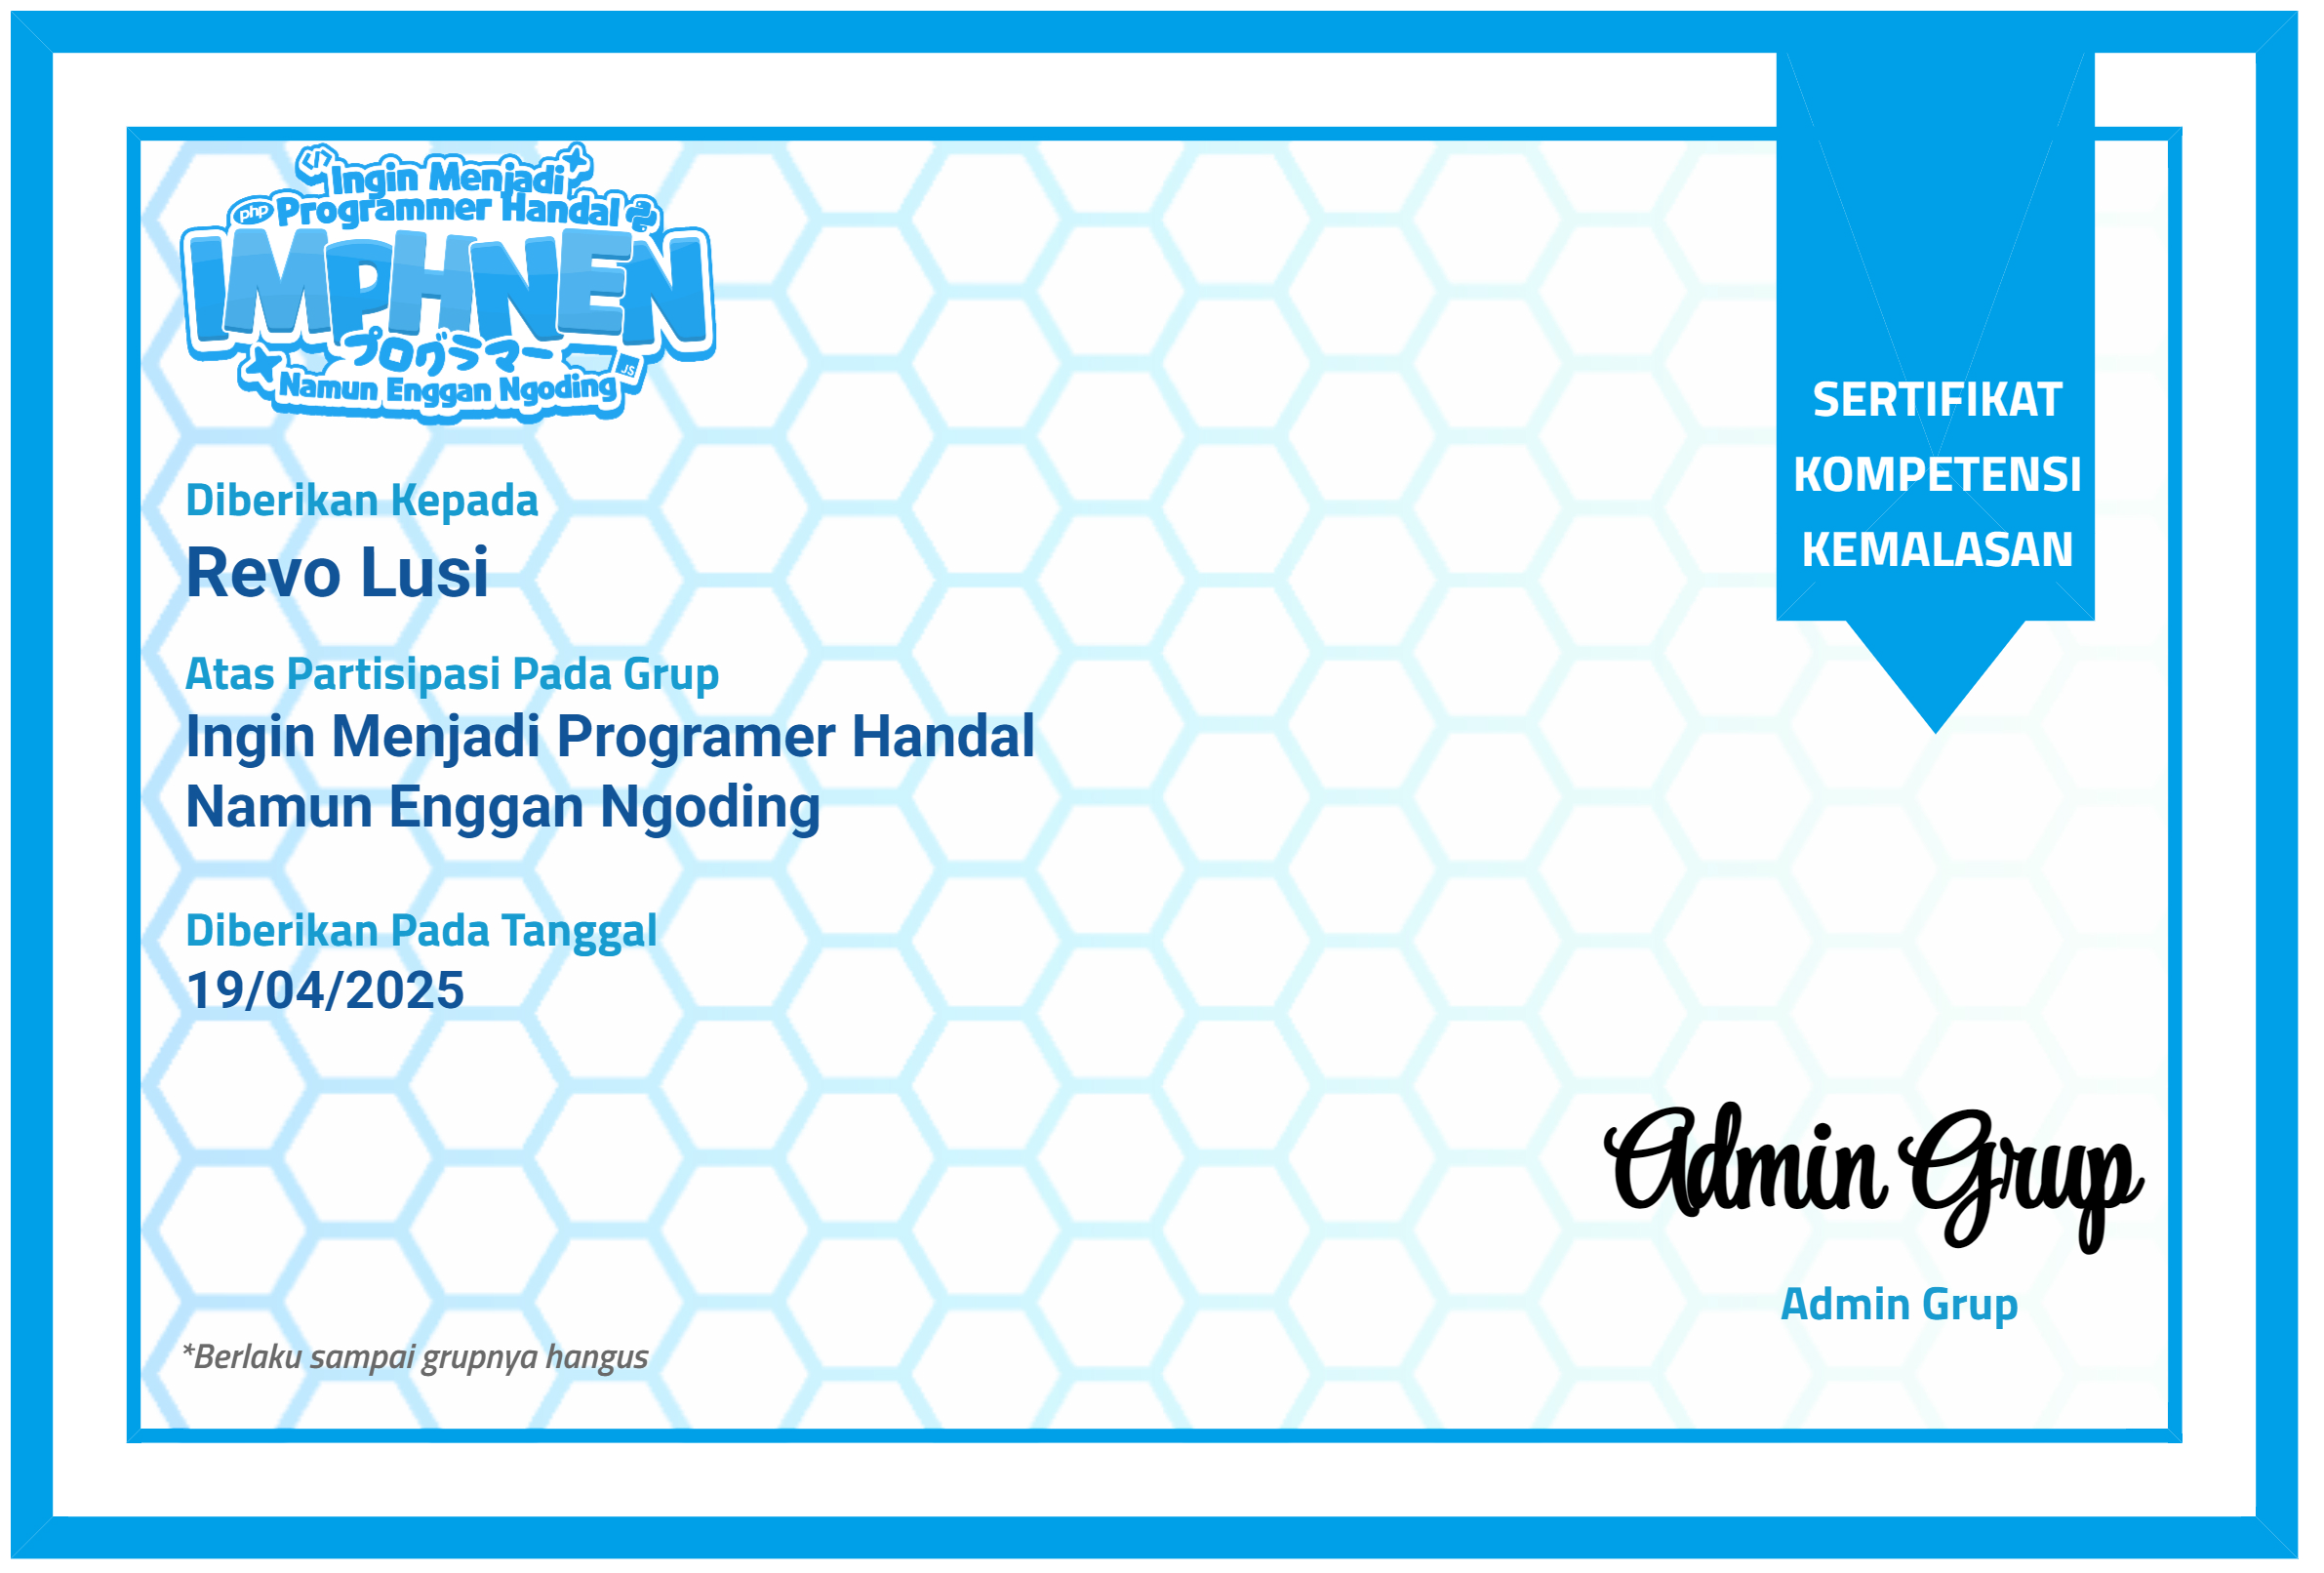 </> Ingin Menjadi
php Programmer Handal
IMPHNEN
プログラマー
JS
Namun Enggan Ngoding
SERTIFIKAT
KOMPETENSI
KEMALASAN
Diberikan Kepada
Revo Lusi
Atas Partisipasi Pada Grup
Ingin Menjadi Programer Handal
Namun Enggan Ngoding
Diberikan Pada Tanggal
19/04/2025
Admin Grup
Admin Grup
*Berlaku sampai grupnya hangus